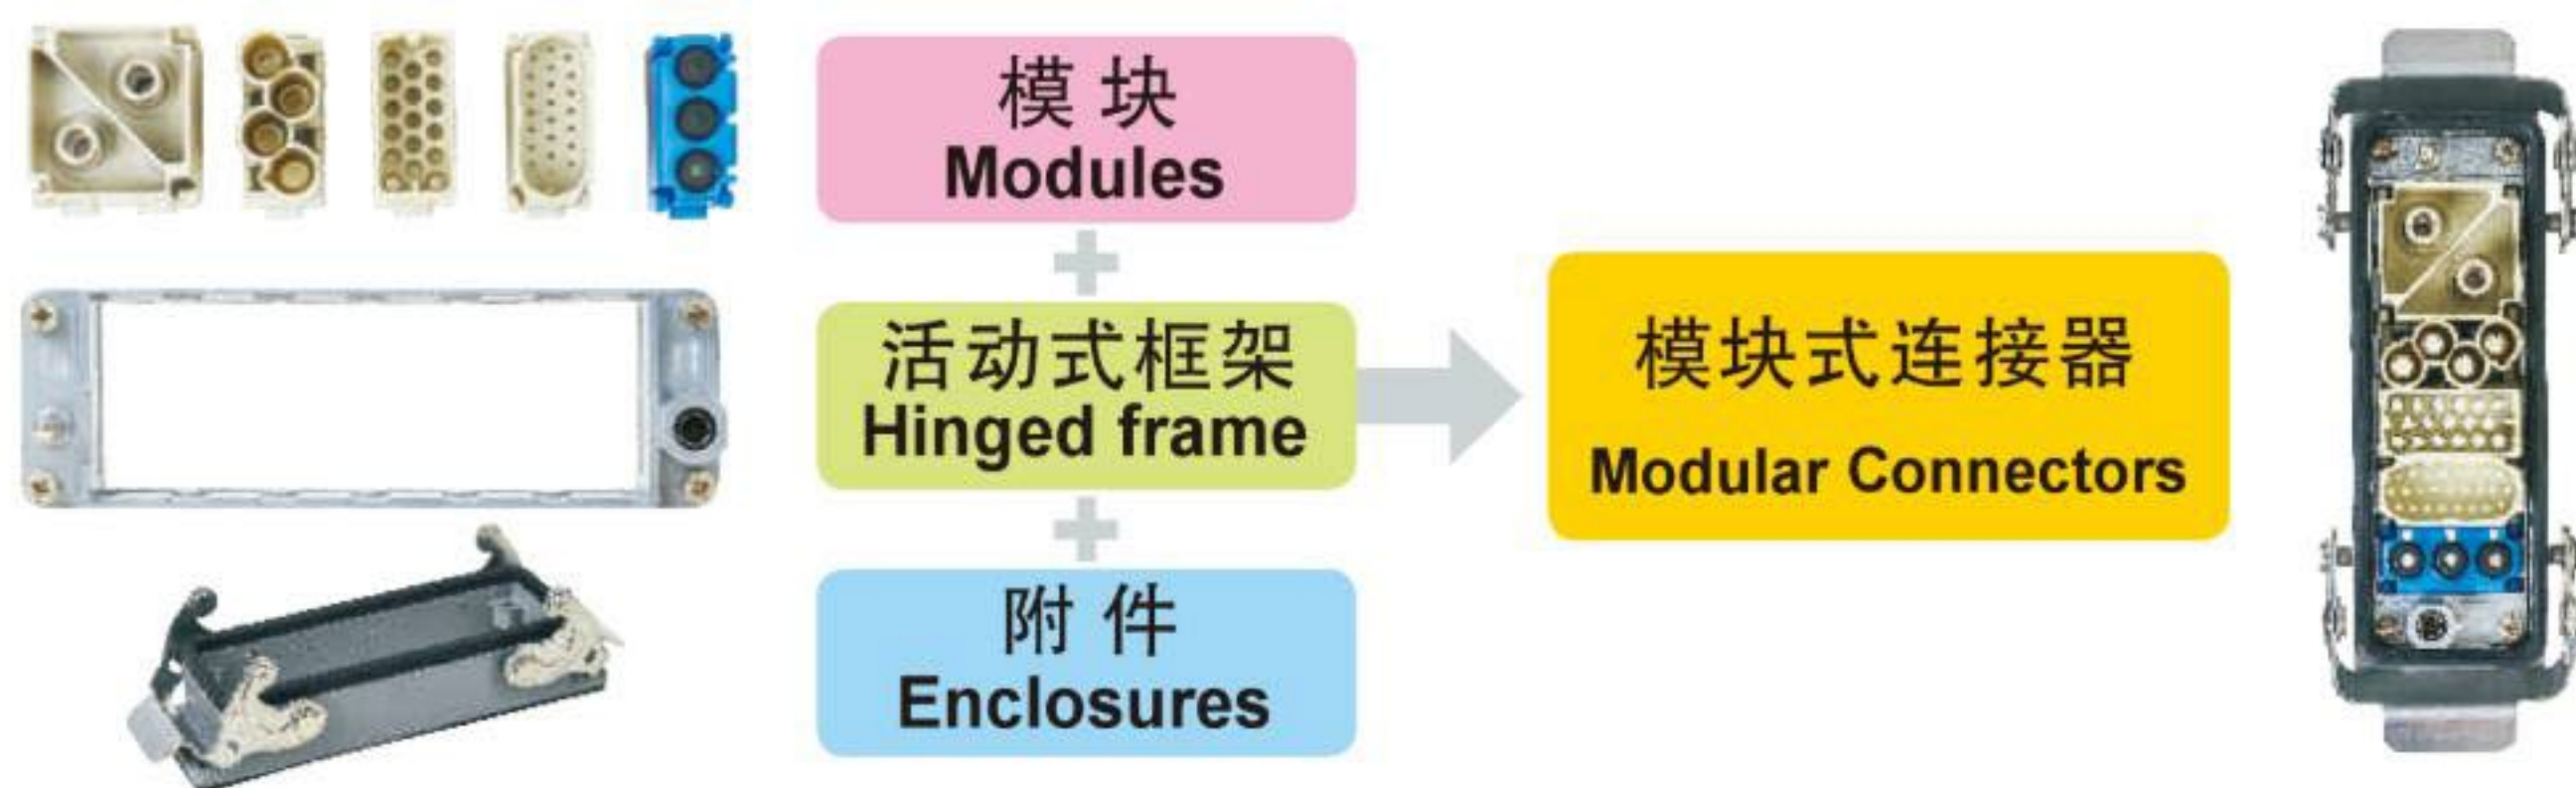 模块
Modules
活动式框架
Hinged frame
附件
Enclosures
模块式连接器
Modular Connectors